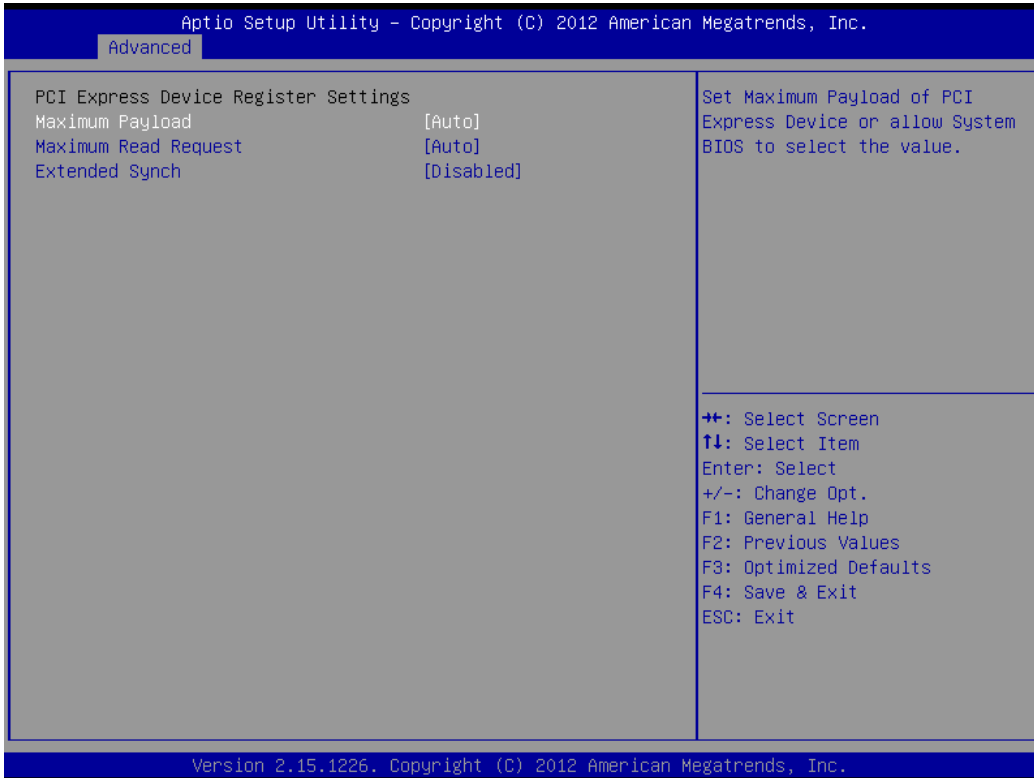 Aptio Setup Utility – Copyright (C) 2012 American Megatrends, Inc.
Advanced
PCI Express Device Register Settings
Maximum Payload [Auto]
Maximum Read Request [Auto]
Extended Synch [Disabled]
Set Maximum Payload of PCI
Express Device or allow System
BIOS to select the value.
→←: Select Screen
↑↓: Select Item
Enter: Select
+/-: Change Opt.
F1: General Help
F2: Previous Values
F3: Optimized Defaults
F4: Save & Exit
ESC: Exit
Version 2.15.1226. Copyright (C) 2012 American Megatrends, Inc.